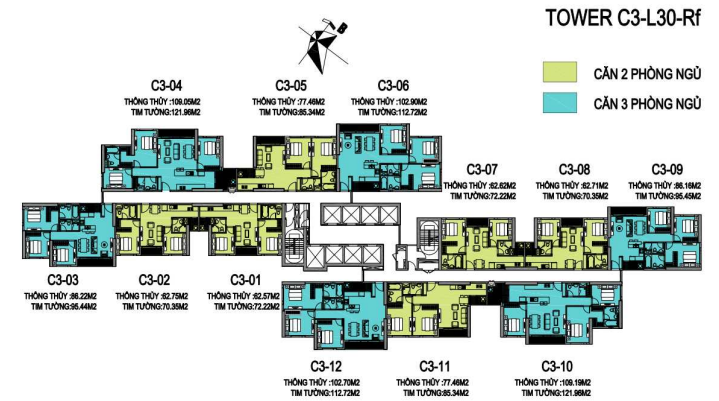 TOWER C3-L30-Rf
B
CĂN 2 PHÒNG NGỦ
CĂN 3 PHÒNG NGỦ
C3-04
THÔNG THỦY :109.05M2
TIM TƯỜNG:121.96M2
C3-05
THÔNG THỦY :77.46M2
TIM TƯỜNG:85.34M2
C3-06
THÔNG THỦY :102.90M2
TIM TƯỜNG:112.72M2
C3-07
THÔNG THỦY :62.62M2
TIM TƯỜNG:72.22M2
C3-08
THÔNG THỦY :62.71M2
TIM TƯỜNG:70.35M2
C3-09
THÔNG THỦY :86.16M2
TIM TƯỜNG:95.45M2
C3-03
THÔNG THỦY :86.22M2
TIM TƯỜNG:95.44M2
C3-02
THÔNG THỦY :62.75M2
TIM TƯỜNG:70.35M2
C3-01
THÔNG THỦY :62.57M2
TIM TƯỜNG:72.22M2
C3-12
THÔNG THỦY :102.70M2
TIM TƯỜNG:112.72M2
C3-11
THÔNG THỦY :77.46M2
TIM TƯỜNG:85.34M2
C3-10
THÔNG THỦY :109.19M2
TIM TƯỜNG:121.96M2